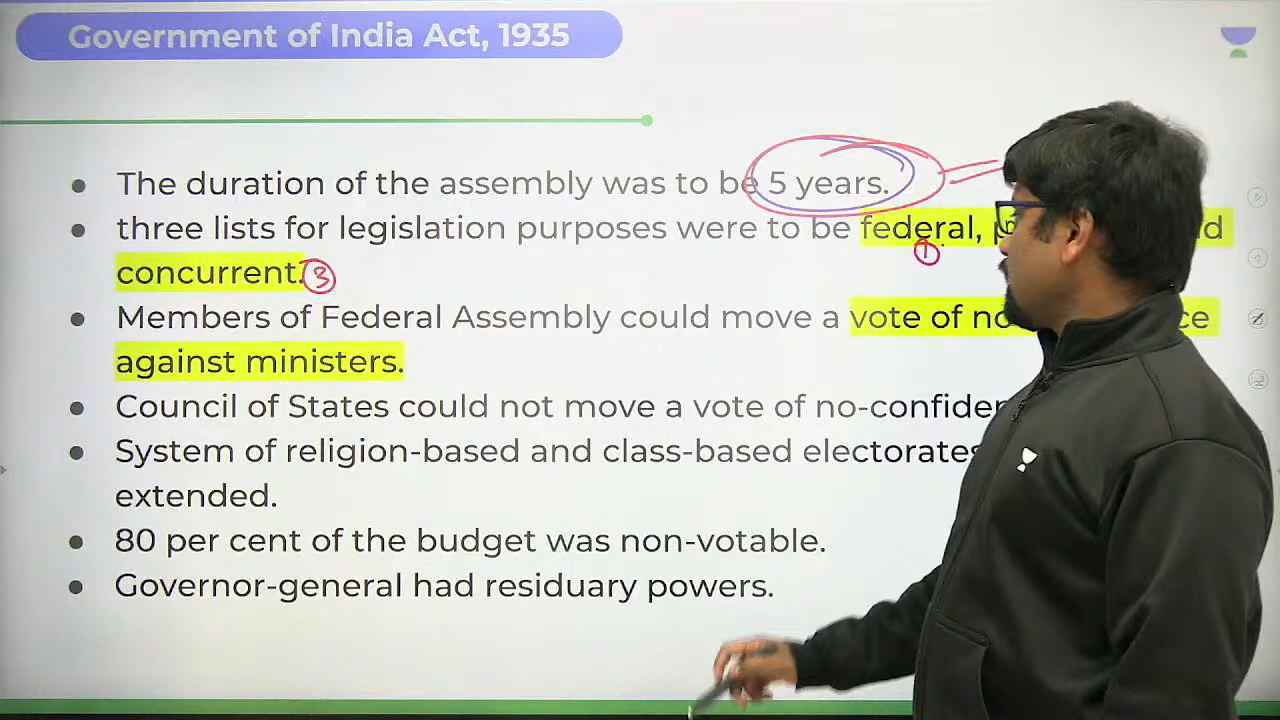 Government of India Act, 1935
● The duration of the assembly was to be 5 years.
● three lists for legislation purposes were to be federal,
1
concurrent. 3
● Members of Federal Assembly could move a vote of
against ministers.
● Council of States could not move a vote of
● System of religion-based and class-based electorates
extended.
● 80 per cent of the budget was non-votable.
● Governor-general had residuary powers.